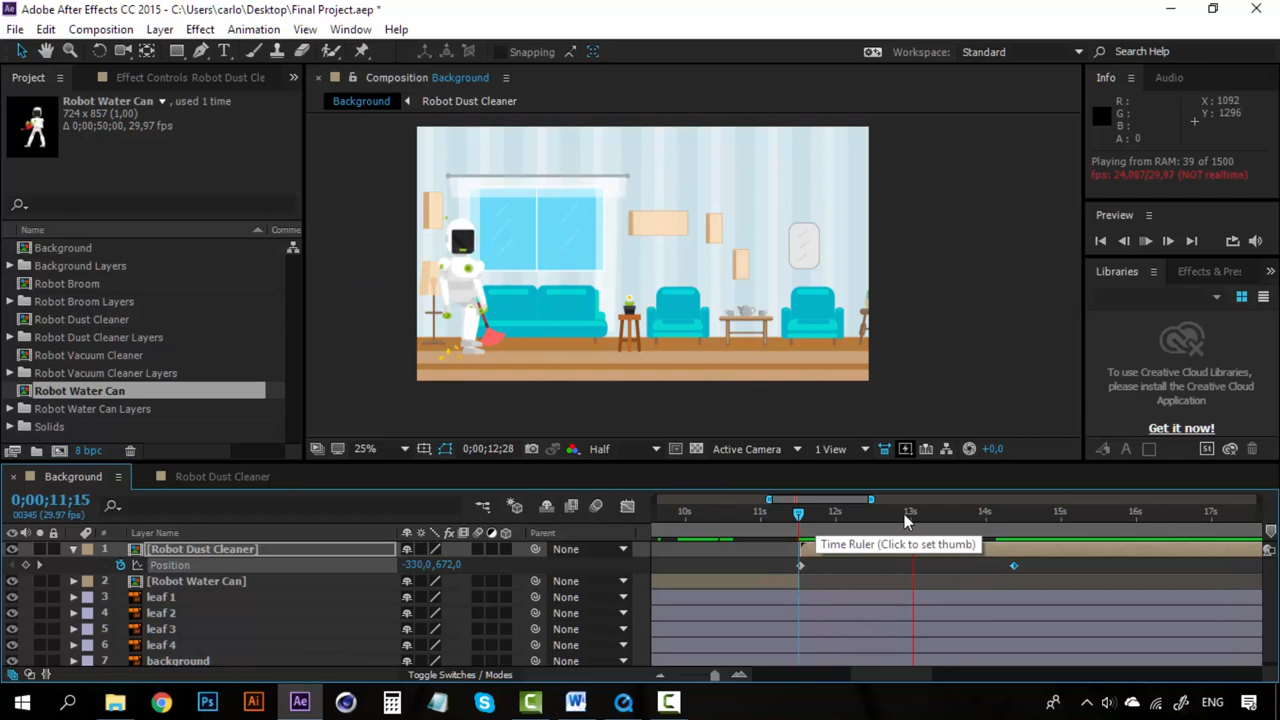 Adobe After Effects CC 2015 - C:\Users\carlo\Desktop\Final Project.aep *
File Edit Composition Layer Effect Animation View Window Help
Snapping
Workspace: Standard
Search Help
Project
Effect Controls Robot Dust Cle
Composition Background
Info
Audio
Robot Water Can , used 1 time
724 x 857 (1,00)
Δ 0;00;50;00, 29,97 fps
Background
Robot Dust Cleaner
R :
G :
B :
A : 0
X : 1092
Y : 1296
Playing from RAM: 39 of 1500
fps: 24,087/29,97 (NOT realtime)
Preview
Name
Comme
Background
Background Layers
Robot Broom
Robot Broom Layers
Robot Dust Cleaner
Robot Dust Cleaner Layers
Robot Vacuum Cleaner
Robot Vacuum Cleaner Layers
Robot Water Can
Robot Water Can Layers
Solids
Libraries
Effects & Pres
To use Creative Cloud Libraries,
please install the Creative Cloud
Application
Get it now!
8 bpc
25%
0;00;12;28
Half
Active Camera
1 View
+0,0
Background
Robot Dust Cleaner
0;00;11;15
00345 (29.97 fps)
10s 11s 12s 13s 14s 15s 16s 17s
# Layer Name
Parent
Time Ruler (Click to set thumb)
1 [Robot Dust Cleaner] None
Position -330,0,672,0
2 [Robot Water Can] None
3 leaf 1 None
4 leaf 2 None
5 leaf 3 None
6 leaf 4 None
7 background None
Toggle Switches / Modes
Ps Ai Ae W ENG